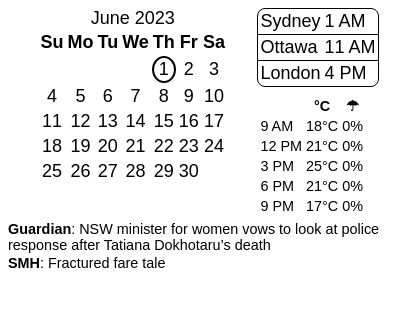 June 2023
Su Mo Tu We Th Fr Sa
1 2 3
4 5 6 7 8 9 10
11 12 13 14 15 16 17
18 19 20 21 22 23 24
25 26 27 28 29 30
Sydney 1 AM
Ottawa 11 AM
London 4 PM
°C ☂
9 AM 18°C 0%
12 PM 21°C 0%
3 PM 25°C 0%
6 PM 21°C 0%
9 PM 17°C 0%
Guardian: NSW minister for women vows to look at police
response after Tatiana Dokhotaru’s death
SMH: Fractured fare tale